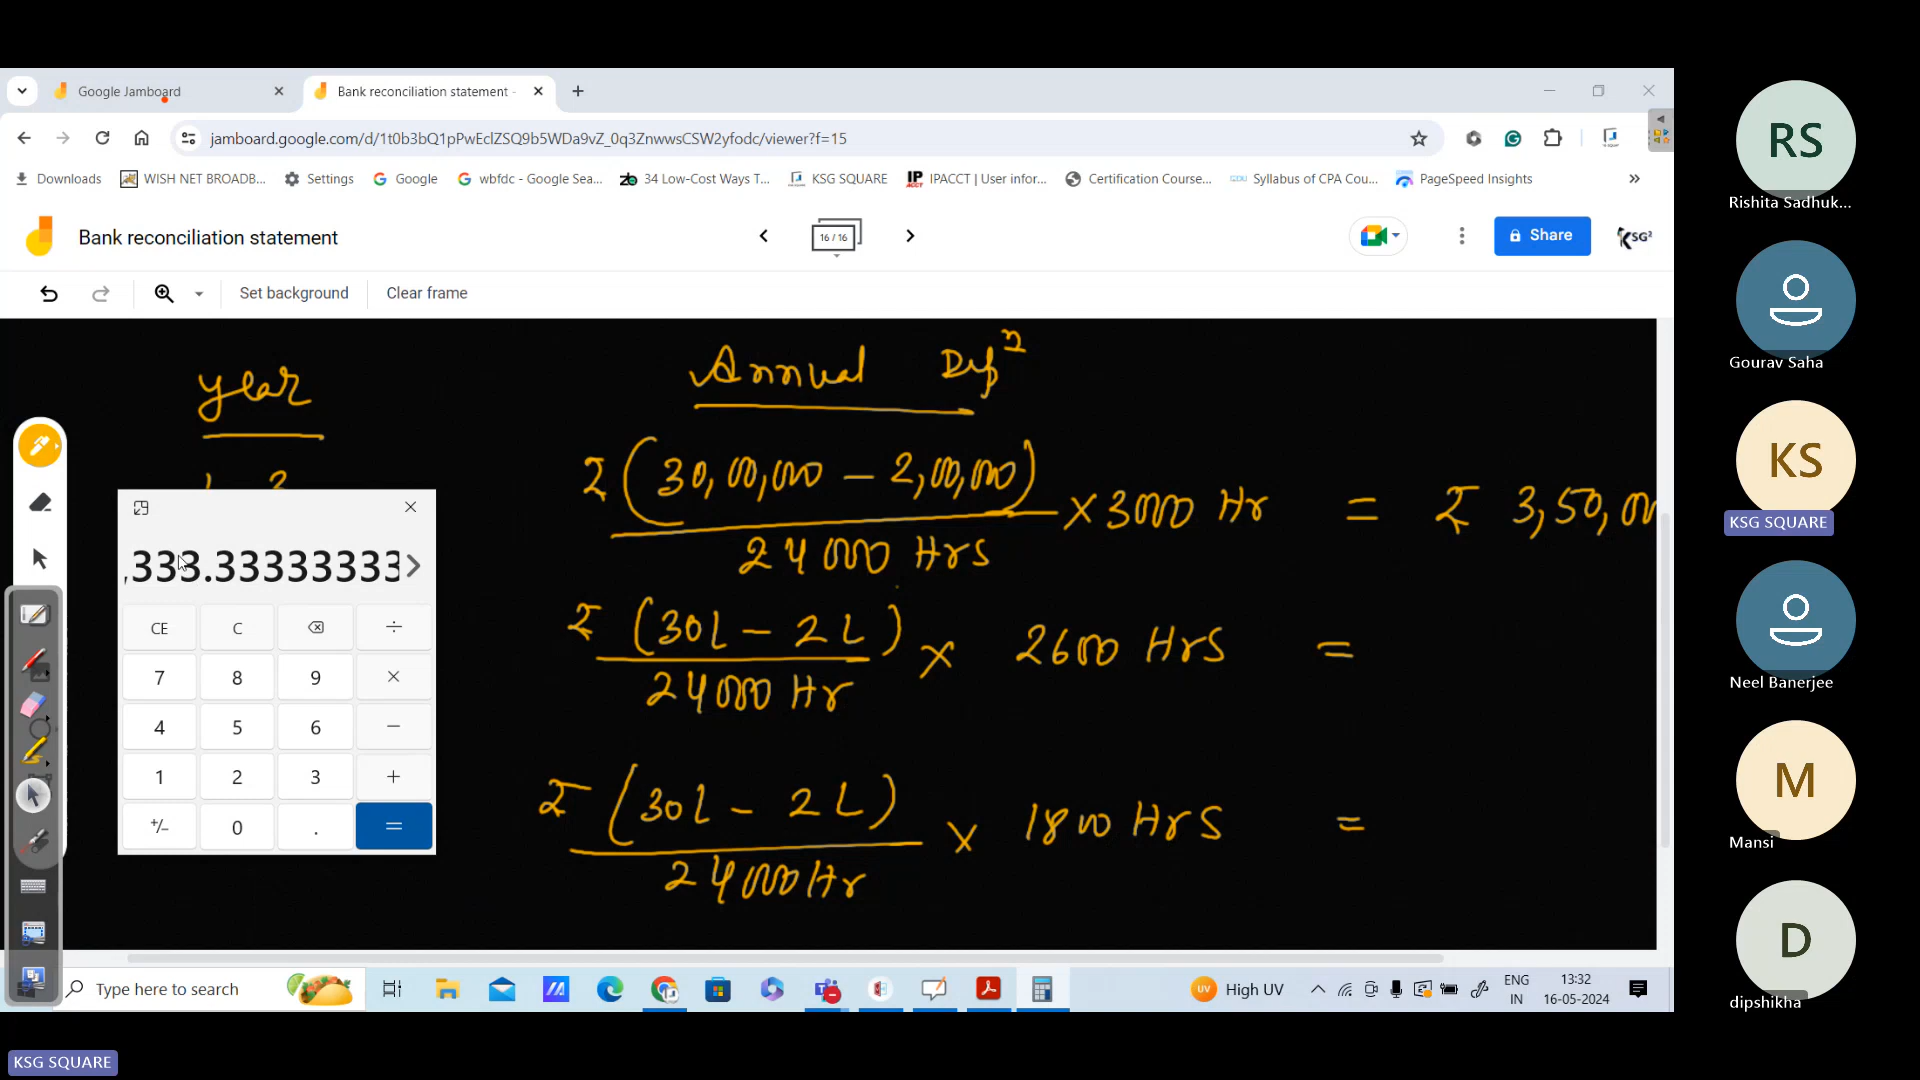 Google Jamboard
Bank reconciliation statement -
jamboard.google.com/d/1t0b3bQ1pPwEclZSQ9b5WDa9vZ_0q3ZnwwsCSW2yfodc/viewer?f=15
Downloads WISH NET BROADB... Settings Google wbfdc - Google Sea... 34 Low-Cost Ways T... KSG SQUARE IPACCT | User infor... Certification Course... Syllabus of CPA Cou... PageSpeed Insights
Bank reconciliation statement
16 / 16
Share
KSG²
Set background Clear frame
year Annual Depⁿ
₹ (30,00,000 – 2,00,000) × 3000 Hr = ₹ 3,50,00
24000 Hrs
₹ (30L – 2L) × 2600 Hrs =
24000 Hr
₹ (30L – 2L) × 1800 Hrs =
24000 Hr
,333.33333333
CE C ÷
7 8 9 ×
4 5 6 −
1 2 3 +
+/− 0 . =
Type here to search
High UV
ENG
IN
13:32
16-05-2024
RS
Rishita Sadhuk...
Gourav Saha
KS
KSG SQUARE
Neel Banerjee
M
Mansi
D
dipshikha
KSG SQUARE